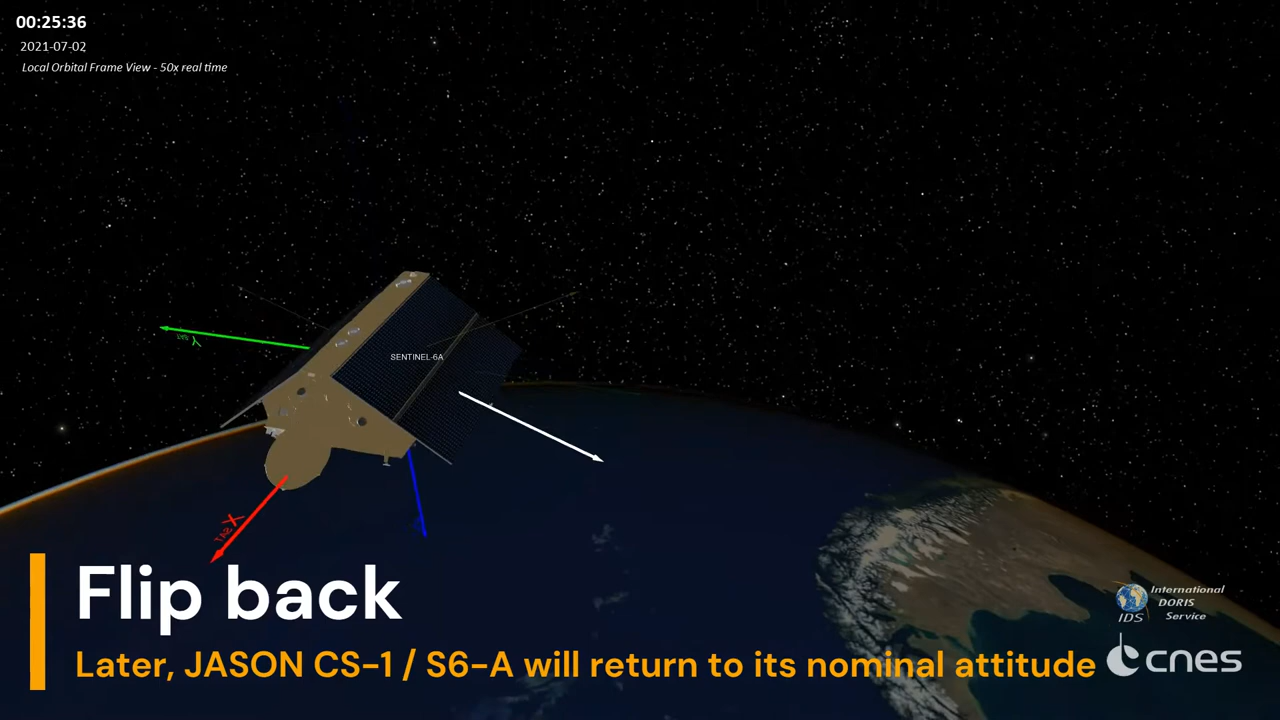 00:25:36
2021-07-02
Local Orbital Frame View - 50x real time
Y
SENTINEL-6A
X SAT
Flip back
Later, JASON CS-1 / S6-A will return to its nominal attitude
International
DORIS
Service
IDS
cnes